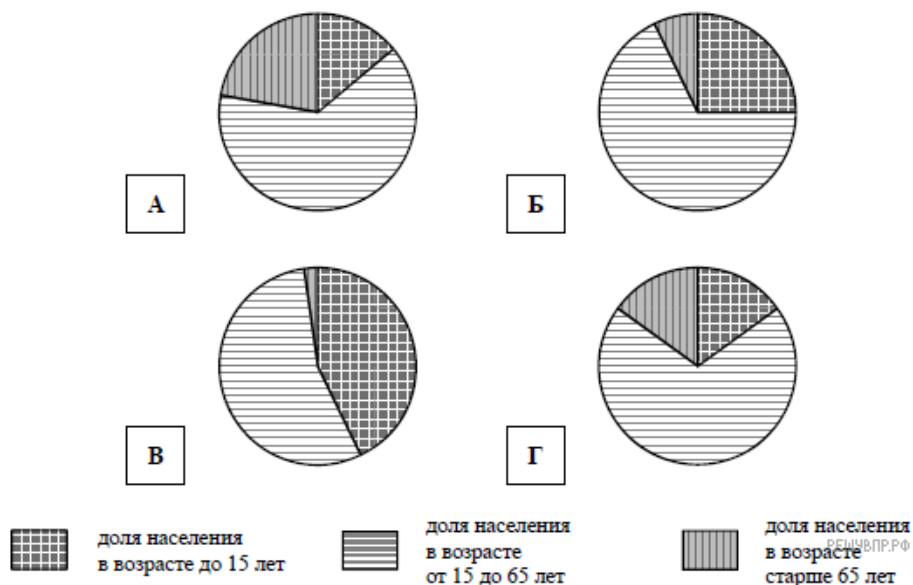 А
Б
В
Г
доля населения
в возрасте до 15 лет
доля населения
в возрасте
от 15 до 65 лет
доля населения
в возрасте
старше 65 лет
РЕШУВПР.РФ